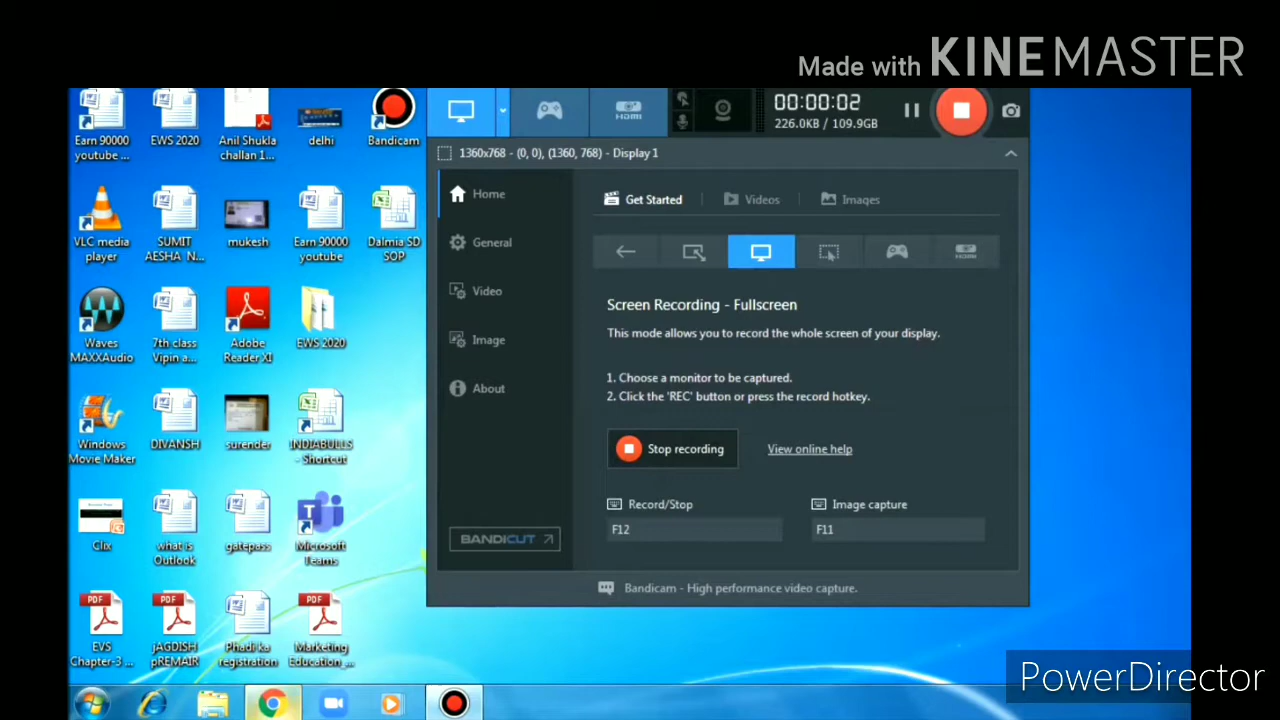 Made with KINEMASTER
Earn 90000
youtube ...
EWS 2020
Anil Shukla
challan 1...
delhi
Bandicam
VLC media
player
SUMIT
AESHA N...
mukesh
Earn 90000
youtube
Dalmia SD
SOP
Waves
MAXXAudio
7th class
Vipin a...
Adobe
Reader XI
EWS 2020
Windows
Movie Maker
DIVANSH
surender
INDIABULLS
- Shortcut
Clix
what is
Outlook
gatepass
Microsoft
Teams
PDF
EVS
Chapter-3 ...
PDF
jAGDISH
pREMAIR
Phadi ka
registration
PDF
Marketing
Education_...
HDMI
00:00:02
226.0KB / 109.9GB
1360x768 - (0, 0), (1360, 768) - Display 1
Home
General
Video
Image
About
BANDICUT
Get Started
Videos
Images
HDMI
Screen Recording - Fullscreen
This mode allows you to record the whole screen of your display.
1. Choose a monitor to be captured.
2. Click the 'REC' button or press the record hotkey.
Stop recording
View online help
Record/Stop
Image capture
F12
F11
Bandicam - High performance video capture.
PowerDirector